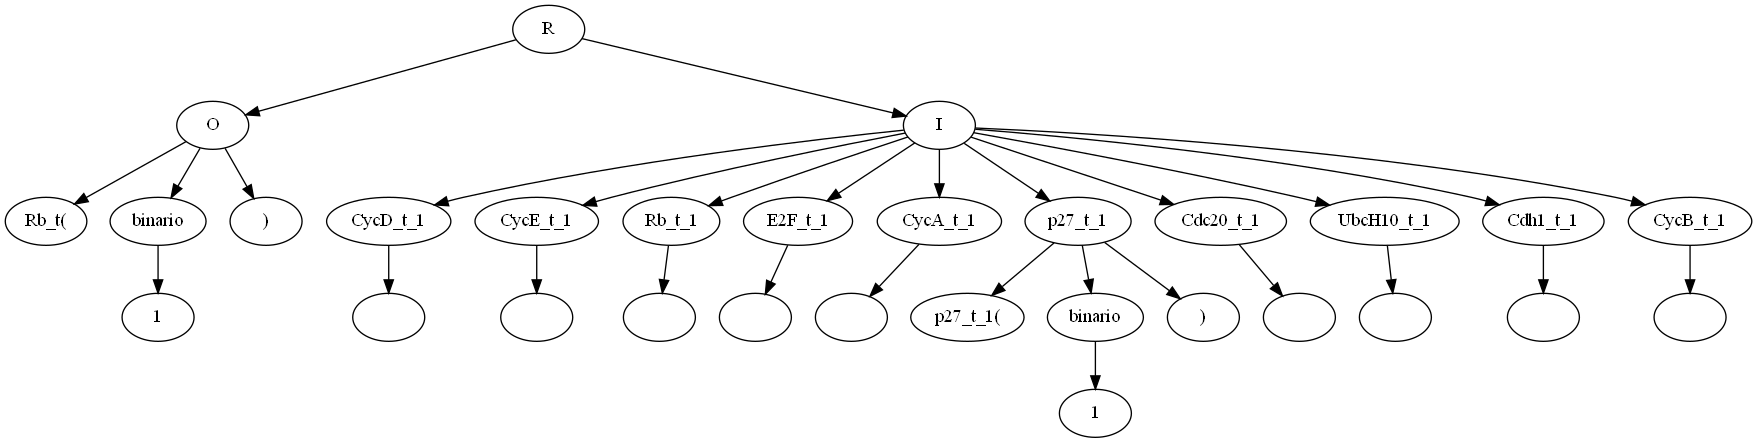 R
O
I
Rb_t(
binario
)
CycD_t_1
CycE_t_1
Rb_t_1
E2F_t_1
CycA_t_1
p27_t_1
Cdc20_t_1
UbcH10_t_1
Cdh1_t_1
CycB_t_1
1
p27_t_1(
binario
)
1